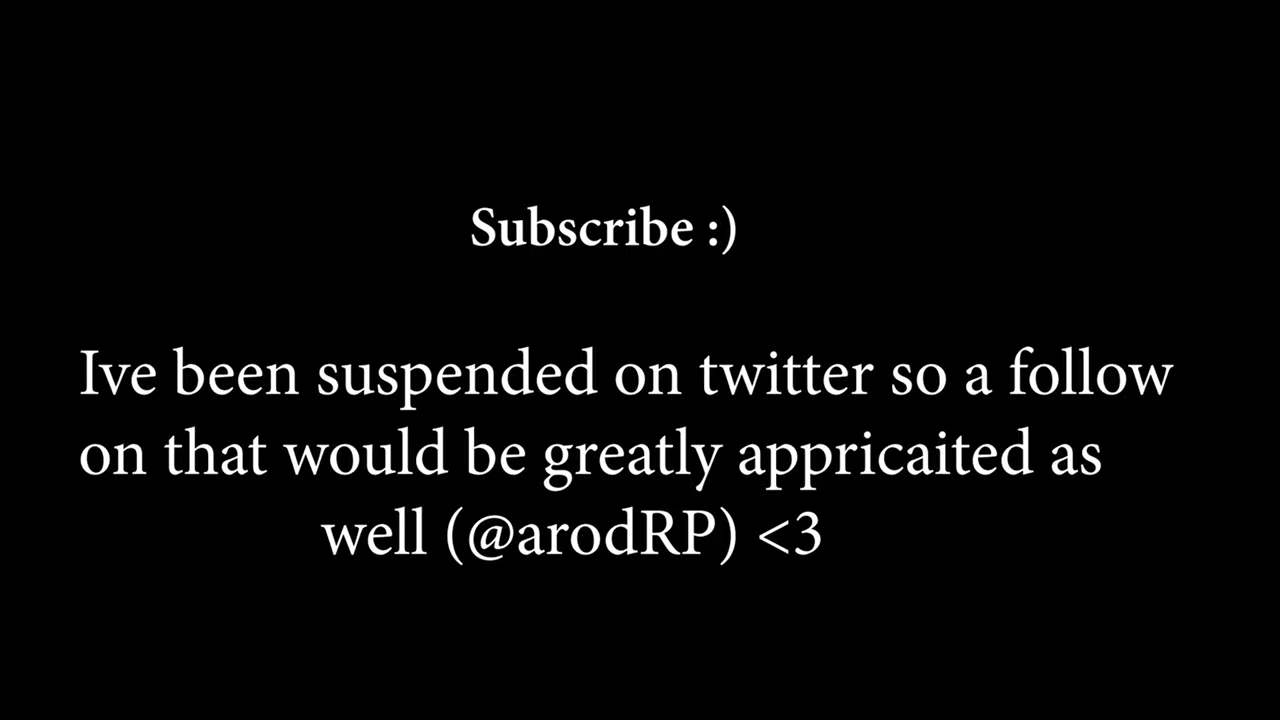 Subscribe :)
Ive been suspended on twitter so a follow
on that would be greatly appricaited as
well (@arodRP) <3